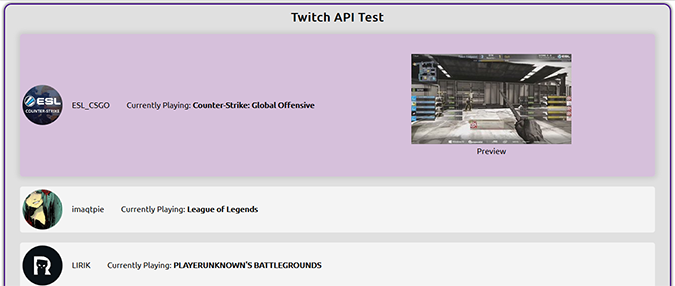 Twitch API Test
ESL
COUNTER-STRIKE
ESL_CSGO Currently Playing: Counter-Strike: Global Offensive
ESL
Preview
imaqtpie Currently Playing: League of Legends
LIRIK Currently Playing: PLAYERUNKNOWN'S BATTLEGROUNDS